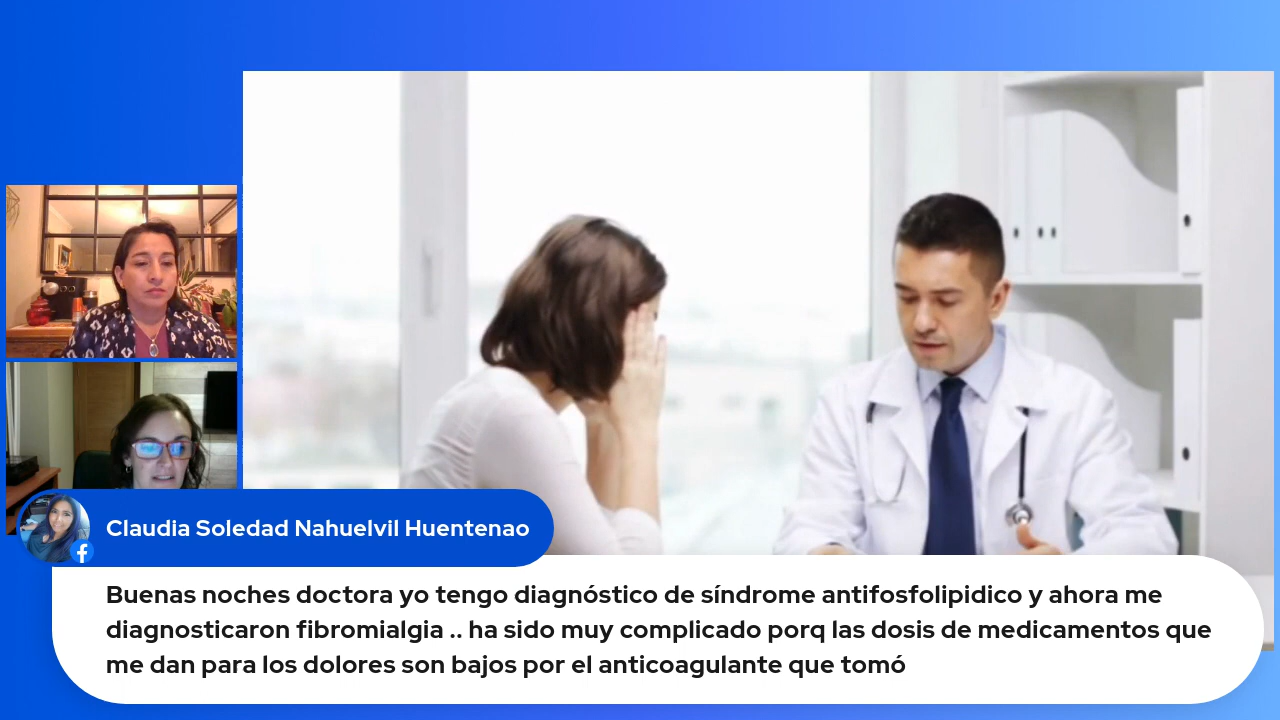 Claudia Soledad Nahuelvil Huentenao
Buenas noches doctora yo tengo diagnóstico de síndrome antifosfolipidico y ahora me
diagnosticaron fibromialgia .. ha sido muy complicado porq las dosis de medicamentos que
me dan para los dolores son bajos por el anticoagulante que tomó